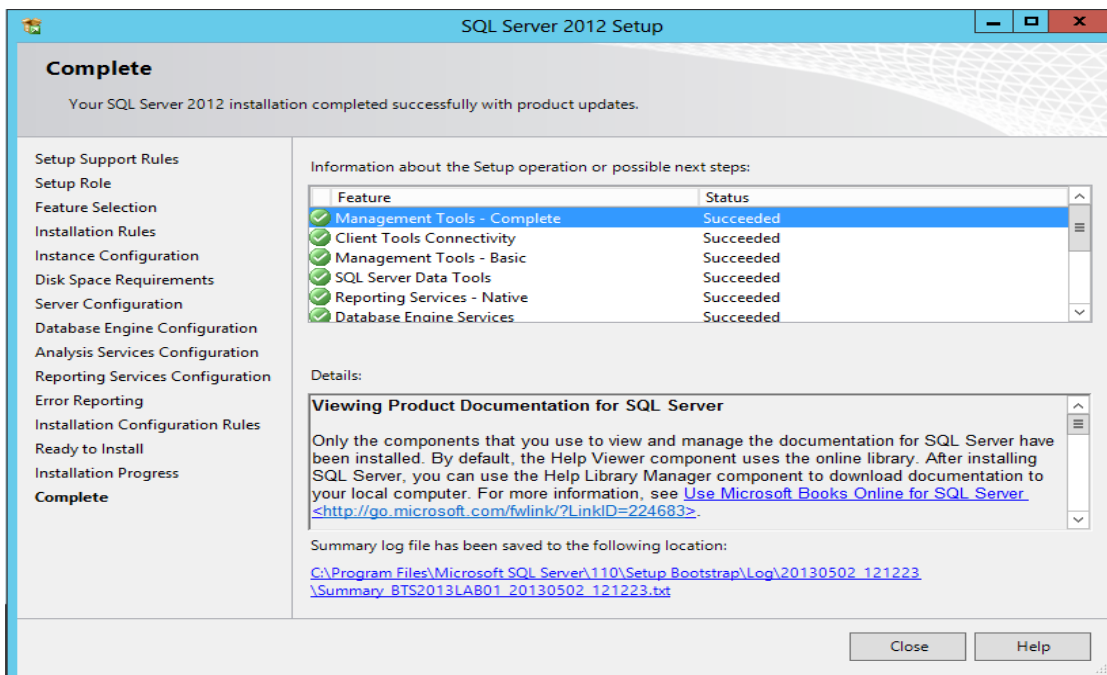 SQL Server 2012 Setup
Complete
Your SQL Server 2012 installation completed successfully with product updates.
Setup Support Rules
Setup Role
Feature Selection
Installation Rules
Instance Configuration
Disk Space Requirements
Server Configuration
Database Engine Configuration
Analysis Services Configuration
Reporting Services Configuration
Error Reporting
Installation Configuration Rules
Ready to Install
Installation Progress
Complete
Information about the Setup operation or possible next steps:
Feature Status
Management Tools - Complete Succeeded
Client Tools Connectivity Succeeded
Management Tools - Basic Succeeded
SQL Server Data Tools Succeeded
Reporting Services - Native Succeeded
Database Engine Services Succeeded
Details:
Viewing Product Documentation for SQL Server
Only the components that you use to view and manage the documentation for SQL Server have
been installed. By default, the Help Viewer component uses the online library. After installing
SQL Server, you can use the Help Library Manager component to download documentation to
your local computer. For more information, see Use Microsoft Books Online for SQL Server
<http://go.microsoft.com/fwlink/?LinkID=224683>.
Summary log file has been saved to the following location:
C:\Program Files\Microsoft SQL Server\110\Setup Bootstrap\Log\20130502_121223
\Summary_BTS2013LAB01_20130502_121223.txt
Close Help